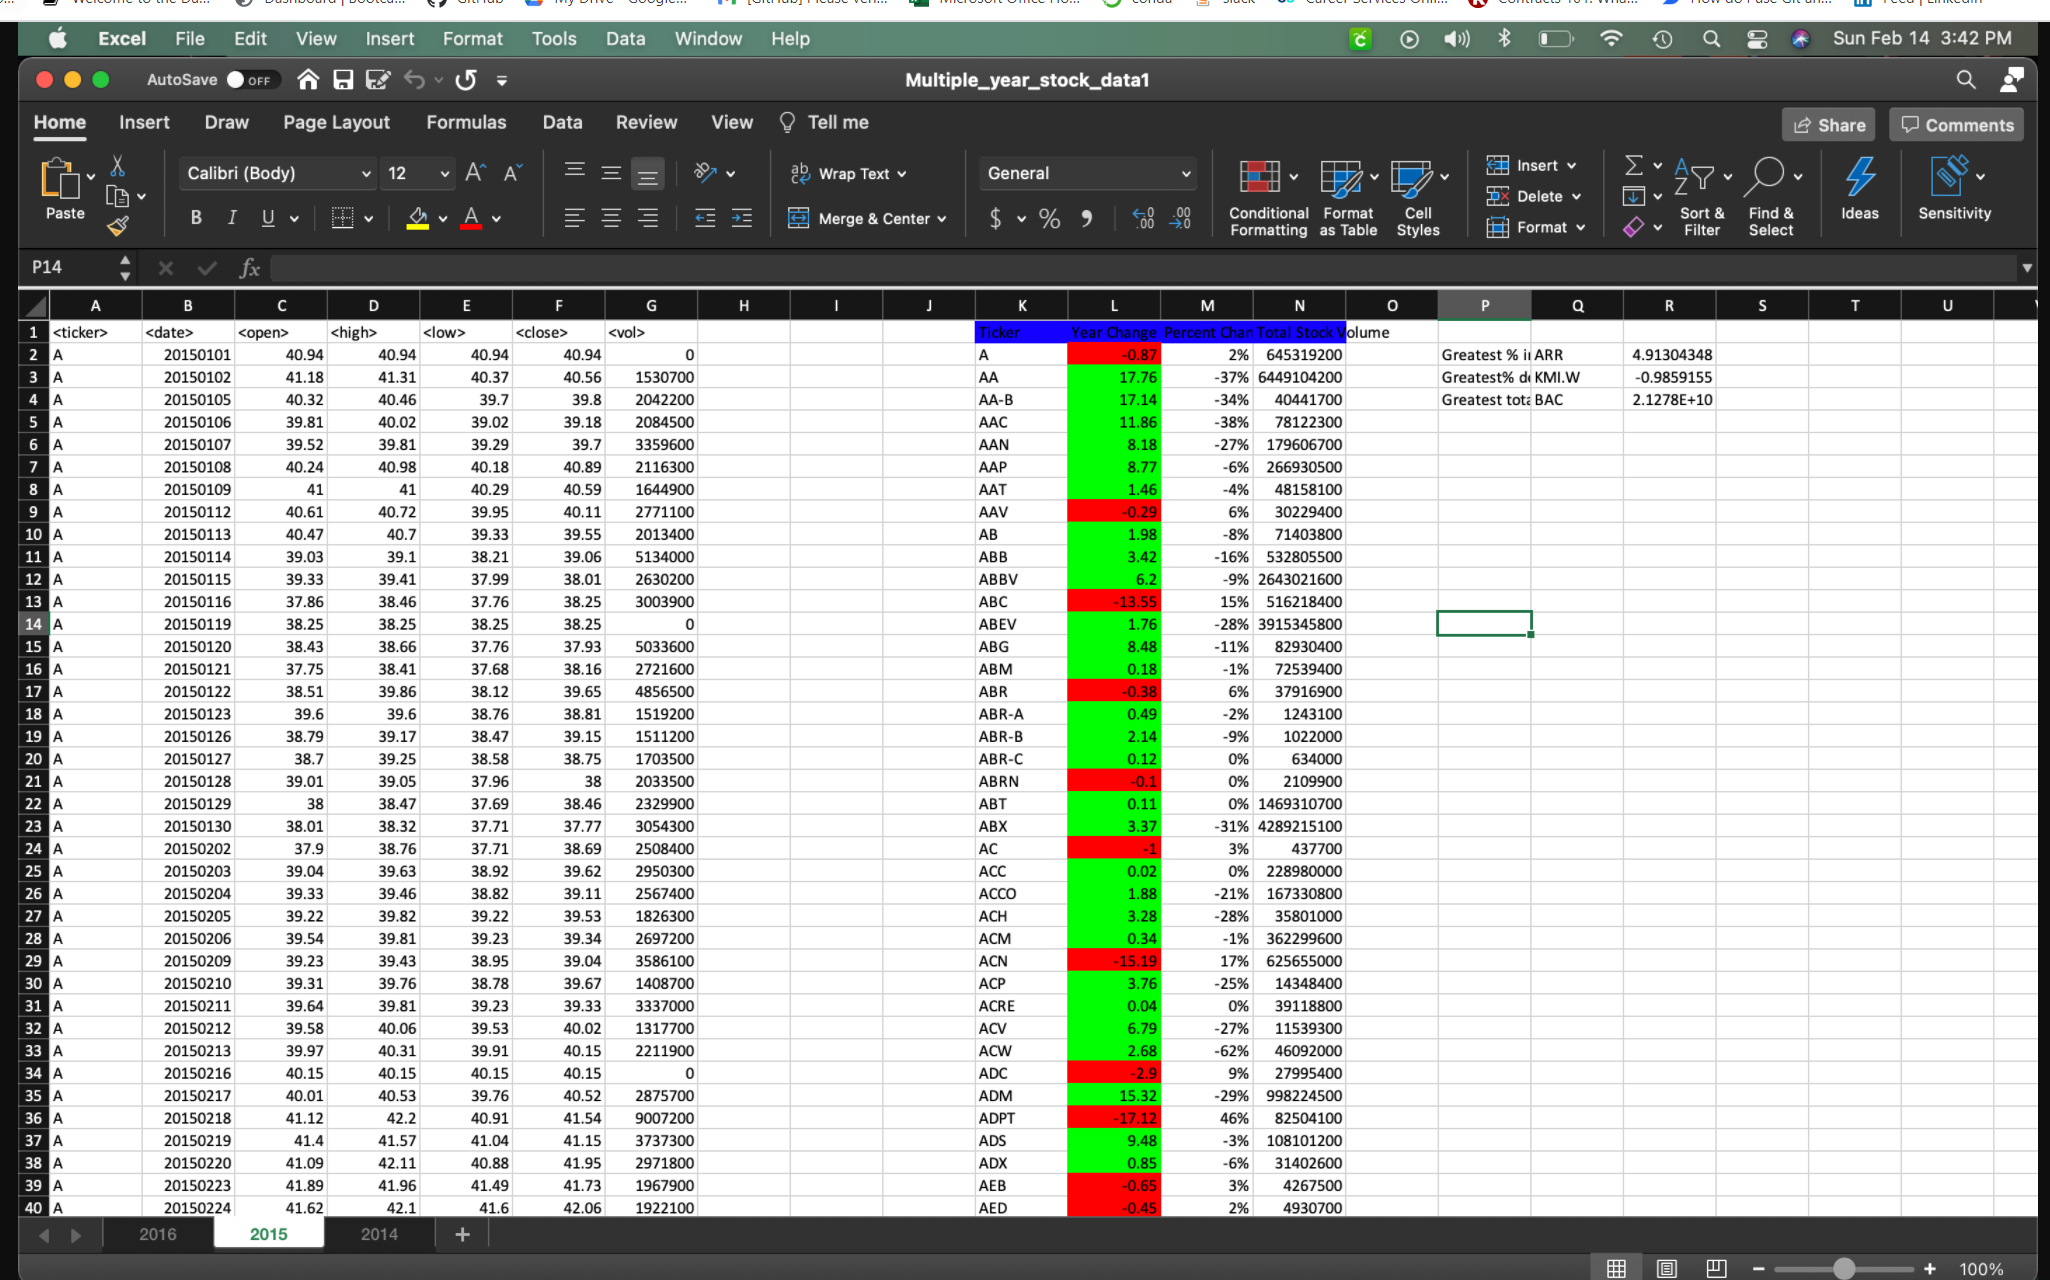 Excel File Edit View Insert Format Tools Data Window Help Sun Feb 14 3:42 PM
AutoSave OFF Multiple_year_stock_data1
Home Insert Draw Page Layout Formulas Data Review View Tell me Share Comments
Calibri (Body) 12 Wrap Text General Insert
Paste Merge & Center Conditional Formatting Format as Table Cell Styles Delete Format Sort & Filter Find & Select Ideas Sensitivity
P14 fx
A B C D E F G H I J K L M N O P Q R S T U
1 <ticker> <date> <open> <high> <low> <close> <vol> Ticker Year Change Percent Chan Total Stock Volume
2 A 20150101 40.94 40.94 40.94 40.94 0 A -0.87 2% 645319200 Greatest % ARR 4.91304348
3 A 20150102 41.18 41.31 40.37 40.56 1530700 AA 17.76 -37% 6449104200 Greatest% KMI.W -0.9859155
4 A 20150105 40.32 40.46 39.7 39.8 2042200 AA-B 17.14 -34% 40441700 Greatest tota BAC 2.1278E+10
5 A 20150106 39.81 40.02 39.02 39.18 2084500 AAC 11.86 -38% 78122300
6 A 20150107 39.52 39.81 39.29 39.7 3359600 AAN 8.18 -27% 179606700
7 A 20150108 40.24 40.98 40.18 40.89 2116300 AAP 8.77 -6% 266930500
8 A 20150109 41 41 40.29 40.59 1644900 AAT 1.46 -4% 48158100
9 A 20150112 40.61 40.72 39.95 40.11 2771100 AAV -0.29 6% 30229400
10 A 20150113 40.47 40.7 39.33 39.55 2013400 AB 1.98 -8% 71403800
11 A 20150114 39.03 39.1 38.21 39.06 5134000 ABB 3.42 -16% 532805500
12 A 20150115 39.33 39.41 37.99 38.01 2630200 ABBV 6.2 -9% 2643021600
13 A 20150116 37.86 38.46 37.76 38.25 3003900 ABC -13.55 15% 516218400
14 A 20150119 38.25 38.25 38.25 38.25 0 ABEV 1.76 -28% 3915345800
15 A 20150120 38.43 38.66 37.76 37.93 5033600 ABG 8.48 -11% 82930400
16 A 20150121 37.75 38.41 37.68 38.16 2721600 ABM 0.18 -1% 72539400
17 A 20150122 38.51 39.86 38.12 39.65 4856500 ABR -0.38 6% 37916900
18 A 20150123 39.6 39.6 38.76 38.81 1519200 ABR-A 0.49 -2% 1243100
19 A 20150126 38.79 39.17 38.47 39.15 1511200 ABR-B 2.14 -9% 1022000
20 A 20150127 38.7 39.25 38.58 38.75 1703500 ABR-C 0.12 0% 634000
21 A 20150128 39.01 39.05 37.96 38 2033500 ABRN -0.1 0% 2109900
22 A 20150129 38 38.47 37.69 38.46 2329900 ABT 0.11 0% 1469310700
23 A 20150130 38.01 38.32 37.71 37.77 3054300 ABX 3.37 -31% 4289215100
24 A 20150202 37.9 38.76 37.71 38.69 2508400 AC -1 3% 437700
25 A 20150203 39.04 39.63 38.92 39.62 2950300 ACC 0.02 0% 228980000
26 A 20150204 39.33 39.46 38.82 39.11 2567400 ACCO 1.88 -21% 167330800
27 A 20150205 39.22 39.82 39.22 39.53 1826300 ACH 3.28 -28% 35801000
28 A 20150206 39.54 39.81 39.23 39.34 2697200 ACM 0.34 -1% 362299600
29 A 20150209 39.23 39.43 38.95 39.04 3586100 ACN -15.19 17% 625655000
30 A 20150210 39.31 39.76 38.78 39.67 1408700 ACP 3.76 -25% 14348400
31 A 20150211 39.64 39.81 39.23 39.33 3337000 ACRE 0.04 0% 39118800
32 A 20150212 39.58 40.06 39.53 40.02 1317700 ACV 6.79 -27% 11539300
33 A 20150213 39.97 40.31 39.91 40.15 2211900 ACW 2.68 -62% 46092000
34 A 20150216 40.15 40.15 40.15 40.15 0 ADC -2.9 9% 27995400
35 A 20150217 40.01 40.53 39.76 40.52 2875700 ADM 15.32 -29% 998224500
36 A 20150218 41.12 42.2 40.91 41.54 9007200 ADPT -17.12 46% 82504100
37 A 20150219 41.4 41.57 41.04 41.15 3737300 ADS 9.48 -3% 108101200
38 A 20150220 41.09 42.11 40.88 41.95 2971800 ADX 0.85 -6% 31402600
39 A 20150223 41.89 41.96 41.49 41.73 1967900 AEB -0.65 3% 4267500
40 A 20150224 41.62 42.1 41.6 42.06 1922100 AED -0.45 2% 4930700
2016 2015 2014 +
100%